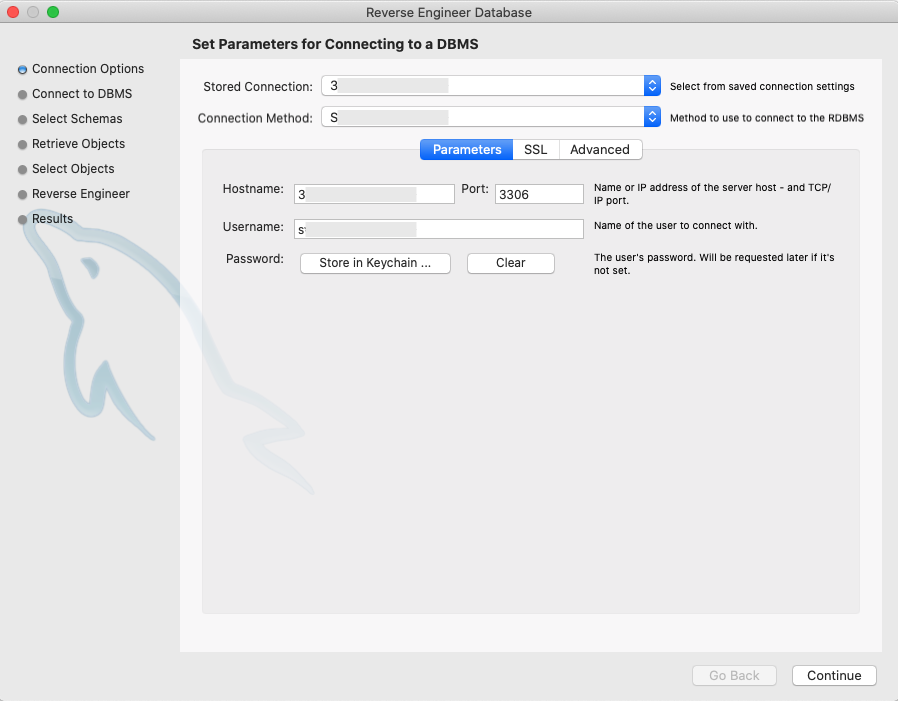 Reverse Engineer Database
Set Parameters for Connecting to a DBMS
Connection Options
Connect to DBMS
Select Schemas
Retrieve Objects
Select Objects
Reverse Engineer
Results
Stored Connection: 3
Select from saved connection settings
Connection Method: S
Method to use to connect to the RDBMS
Parameters SSL Advanced
Hostname: 3 Port: 3306
Name or IP address of the server host - and TCP/
IP port.
Username: s
Name of the user to connect with.
Password: Store in Keychain ... Clear
The user's password. Will be requested later if it's
not set.
Go Back Continue